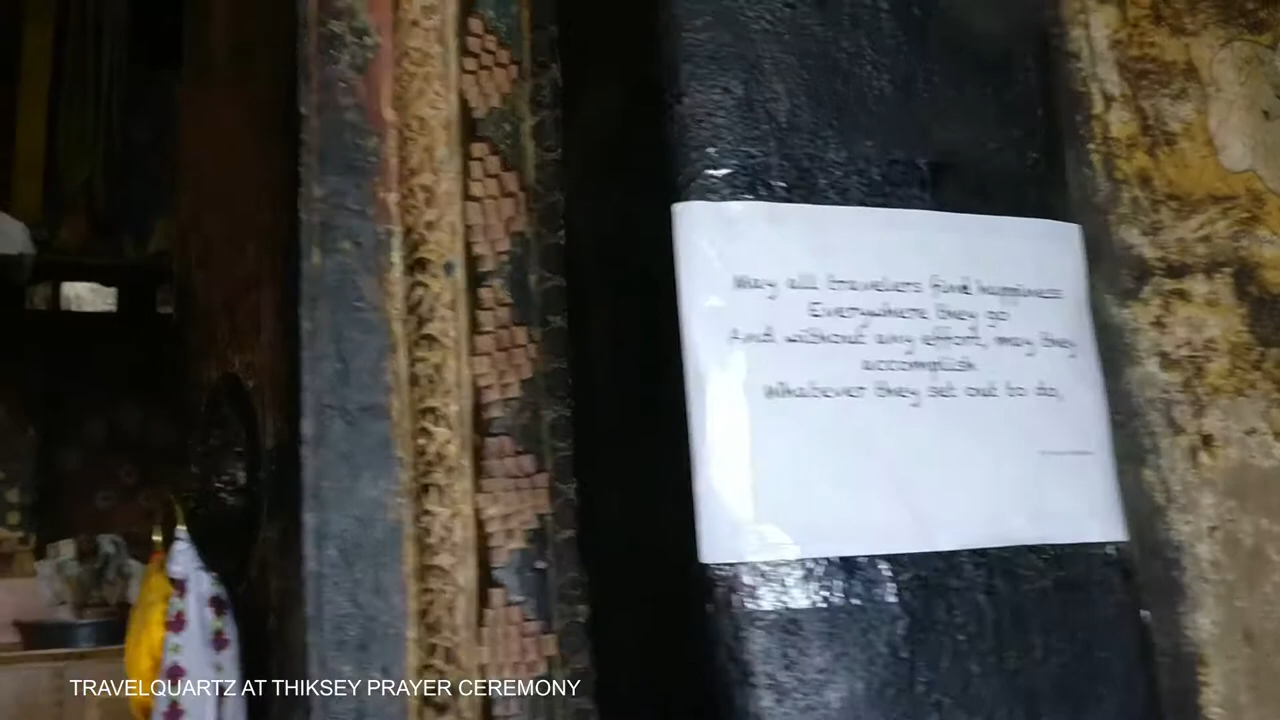 May all travelers find happiness
Everywhere they go
And without any effort, may they
accomplish
Whatever they set out to do,
TRAVELQUARTZ AT THIKSEY PRAYER CEREMONY